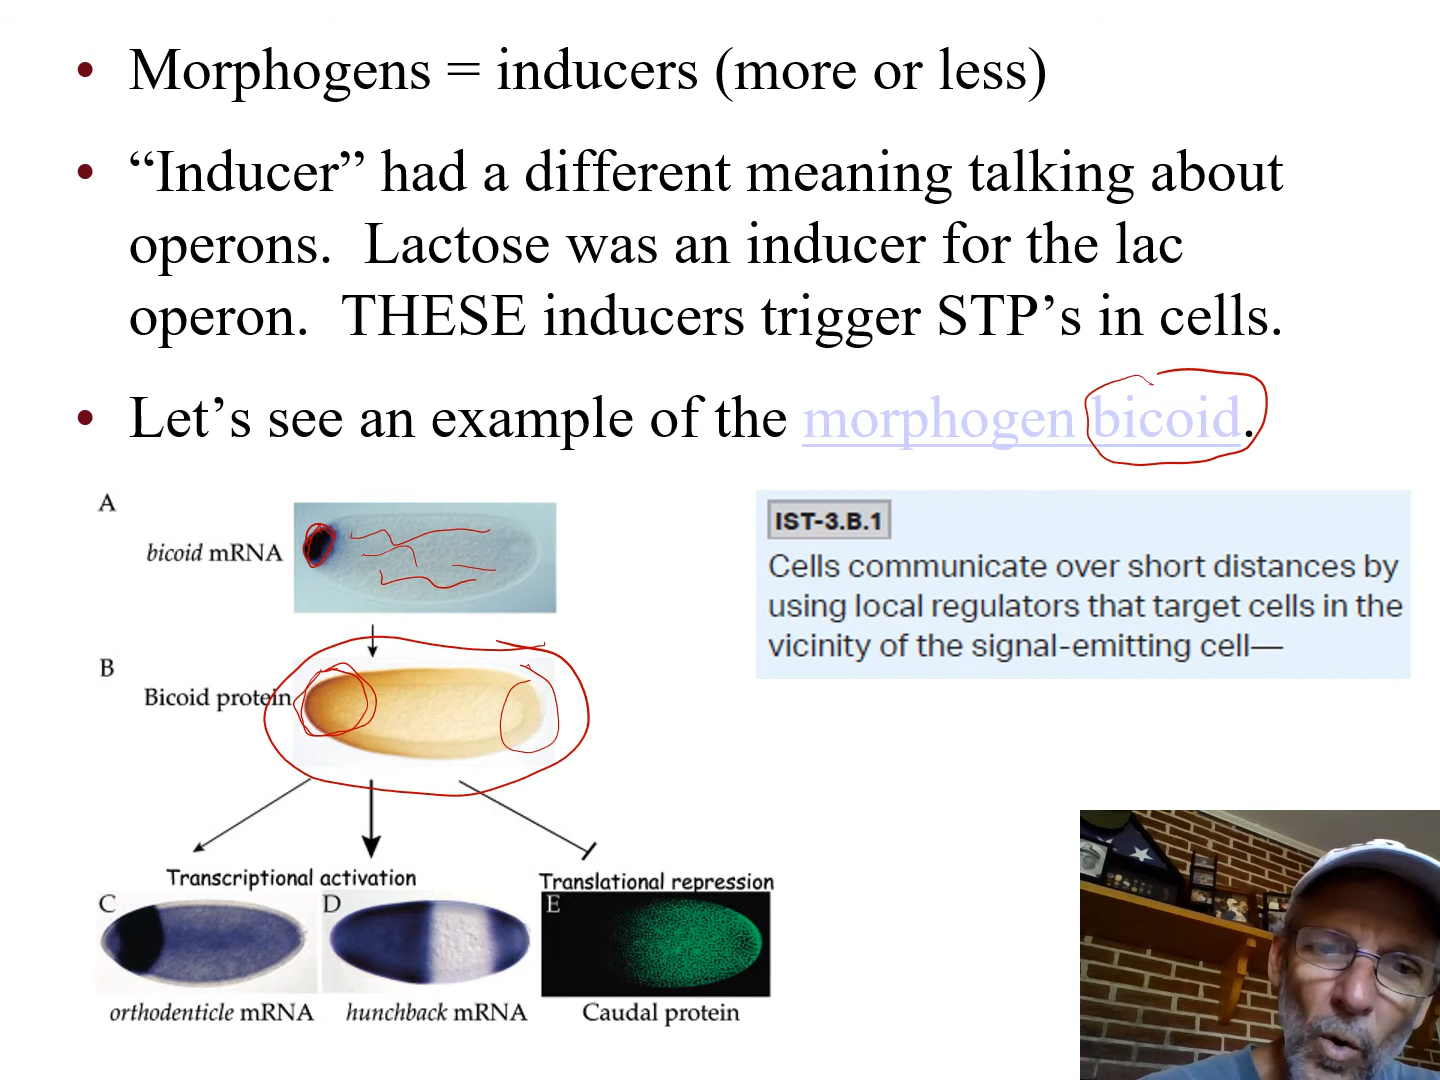 • Morphogens = inducers (more or less)
• “Inducer” had a different meaning talking about
operons.  Lactose was an inducer for the lac
operon.  THESE inducers trigger STP’s in cells.
• Let’s see an example of the morphogen bicoid.
A
bicoid mRNA
B
Bicoid protein
Transcriptional activation
Translational repression
C
D
E
orthodenticle mRNA
hunchback mRNA
Caudal protein
IST-3.B.1
Cells communicate over short distances by
using local regulators that target cells in the
vicinity of the signal-emitting cell—